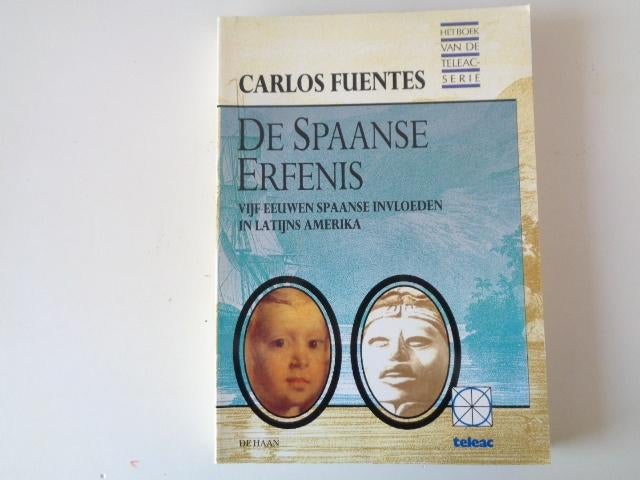 HET BOEK
VAN DE
TELEAC-
SERIE
CARLOS FUENTES
DE SPAANSE
ERFENIS
VIJF EEUWEN SPAANSE INVLOEDEN
IN LATIJNS AMERIKA
DE HAAN
teleac